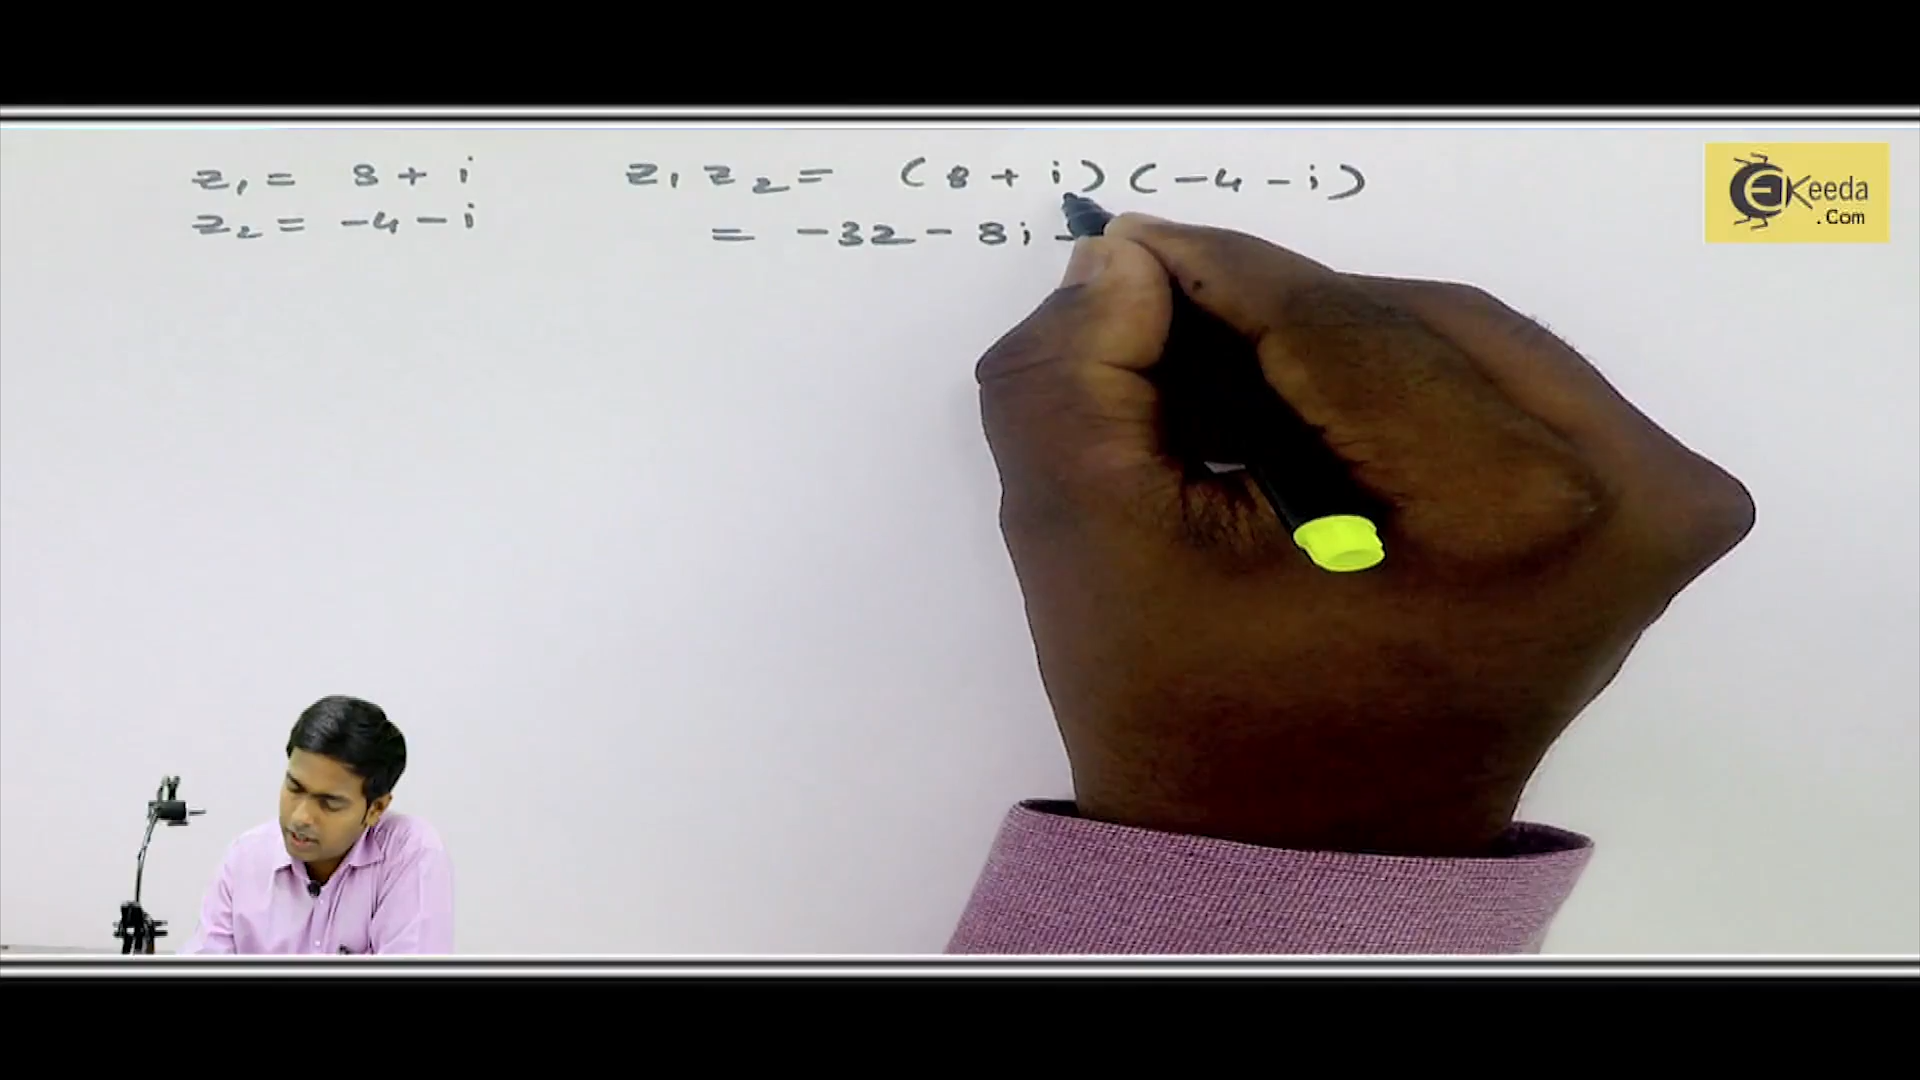 z₁ = 8 + i
z₂ = -4 - i
z₁ z₂ = (8 + i) (-4 - i)
= -32 - 8i -
EKeeda
.Com